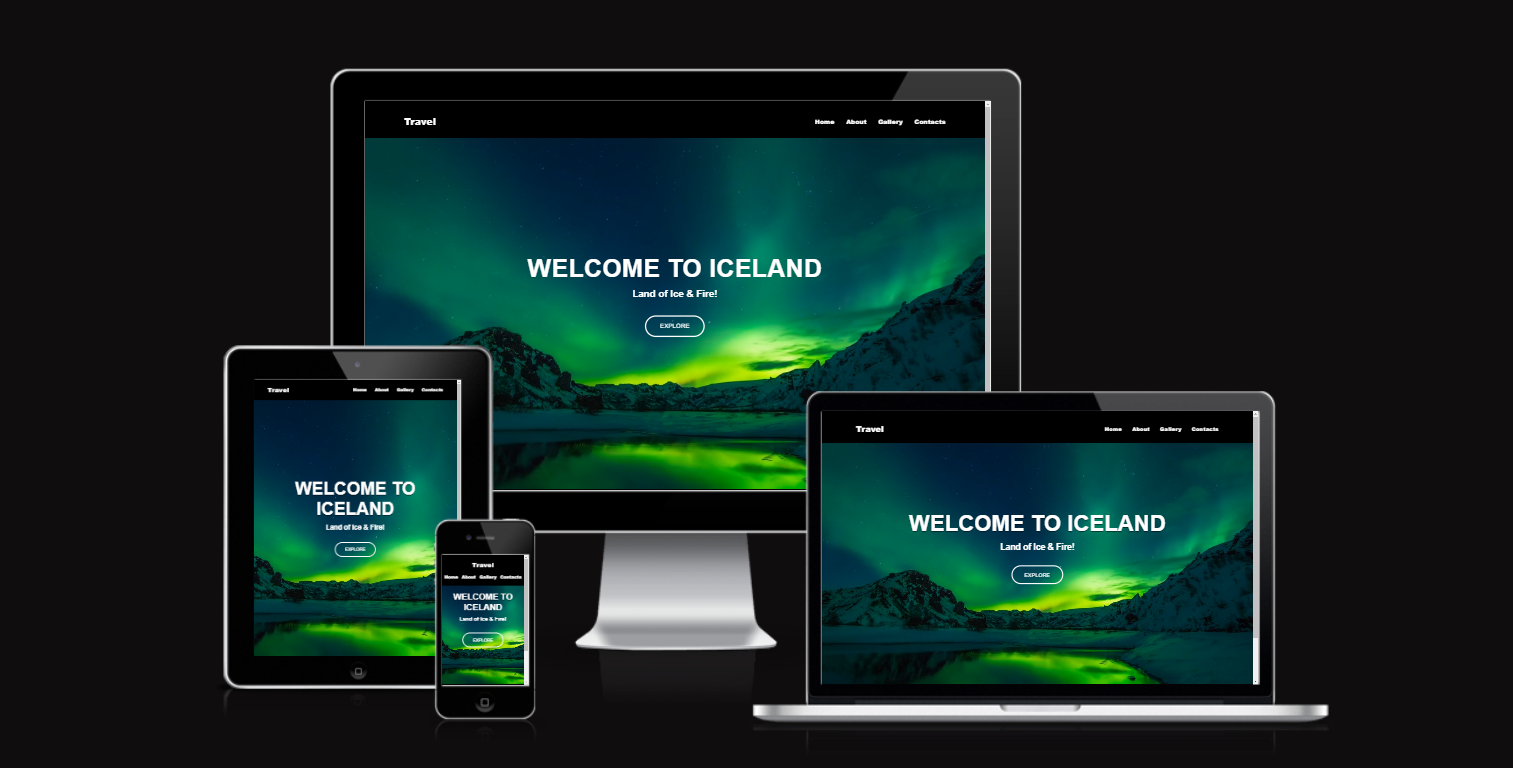 Travel
Home About Gallery Contacts
WELCOME TO ICELAND
Land of Ice & Fire!
EXPLORE
Travel
Home About Gallery Contacts
WELCOME TO
ICELAND
Land of Ice & Fire!
EXPLORE
Travel
Home About Gallery Contacts
WELCOME TO
ICELAND
Land of Ice & Fire!
EXPLORE
Travel
Home About Gallery Contacts
WELCOME TO ICELAND
Land of Ice & Fire!
EXPLORE